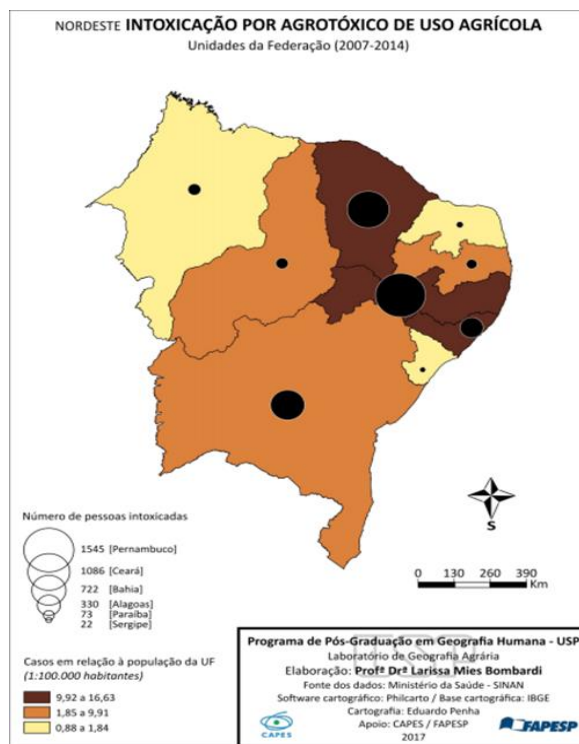 NORDESTE INTOXICAÇÃO POR AGROTÓXICO DE USO AGRÍCOLA
Unidades da Federação (2007-2014)
S
Número de pessoas intoxicadas
1545 [Pernambuco]
1086 [Ceará]
722 [Bahia]
330 [Alagoas]
73 [Paraíba]
22 [Sergipe]
0 130 260 390
Km
Casos em relação à população da UF
(1:100.000 habitantes)
9,92 a 16,63
1,85 a 9,91
0,88 a 1,84
Programa de Pós-Graduação em Geografia Humana - USP
Laboratório de Geografia Agrária
Elaboração: Profª Drª Larissa Mies Bombardi
Fonte dos dados: Ministério da Saúde - SINAN
Software cartográfico: Philcarto / Base cartográfica: IBGE
Cartografia: Eduardo Penha
Apoio: CAPES / FAPESP
2017
CAPES
FAPESP